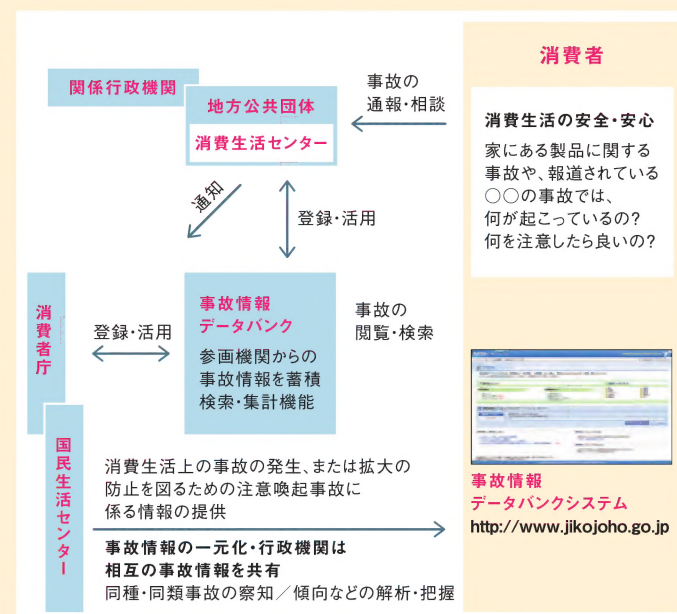 消費者
関係行政機関
地方公共団体
消費生活センター
事故の
通報・相談
消費生活の安全・安心
家にある製品に関する
事故や、報道されている
○○の事故では、
何が起こっているの?
何を注意したら良いの?
通知
登録・活用
消費者庁
登録・活用
事故情報
データバンク
参画機関からの
事故情報を蓄積
検索・集計機能
事故の
閲覧・検索
国民生活センター
消費生活上の事故の発生、または拡大の
防止を図るための注意喚起事故に
係る情報の提供
事故情報の一元化・行政機関は
相互の事故情報を共有
同種・同類事故の察知/傾向などの解析・把握
事故情報
データバンクシステム
http://www.jikojoho.go.jp